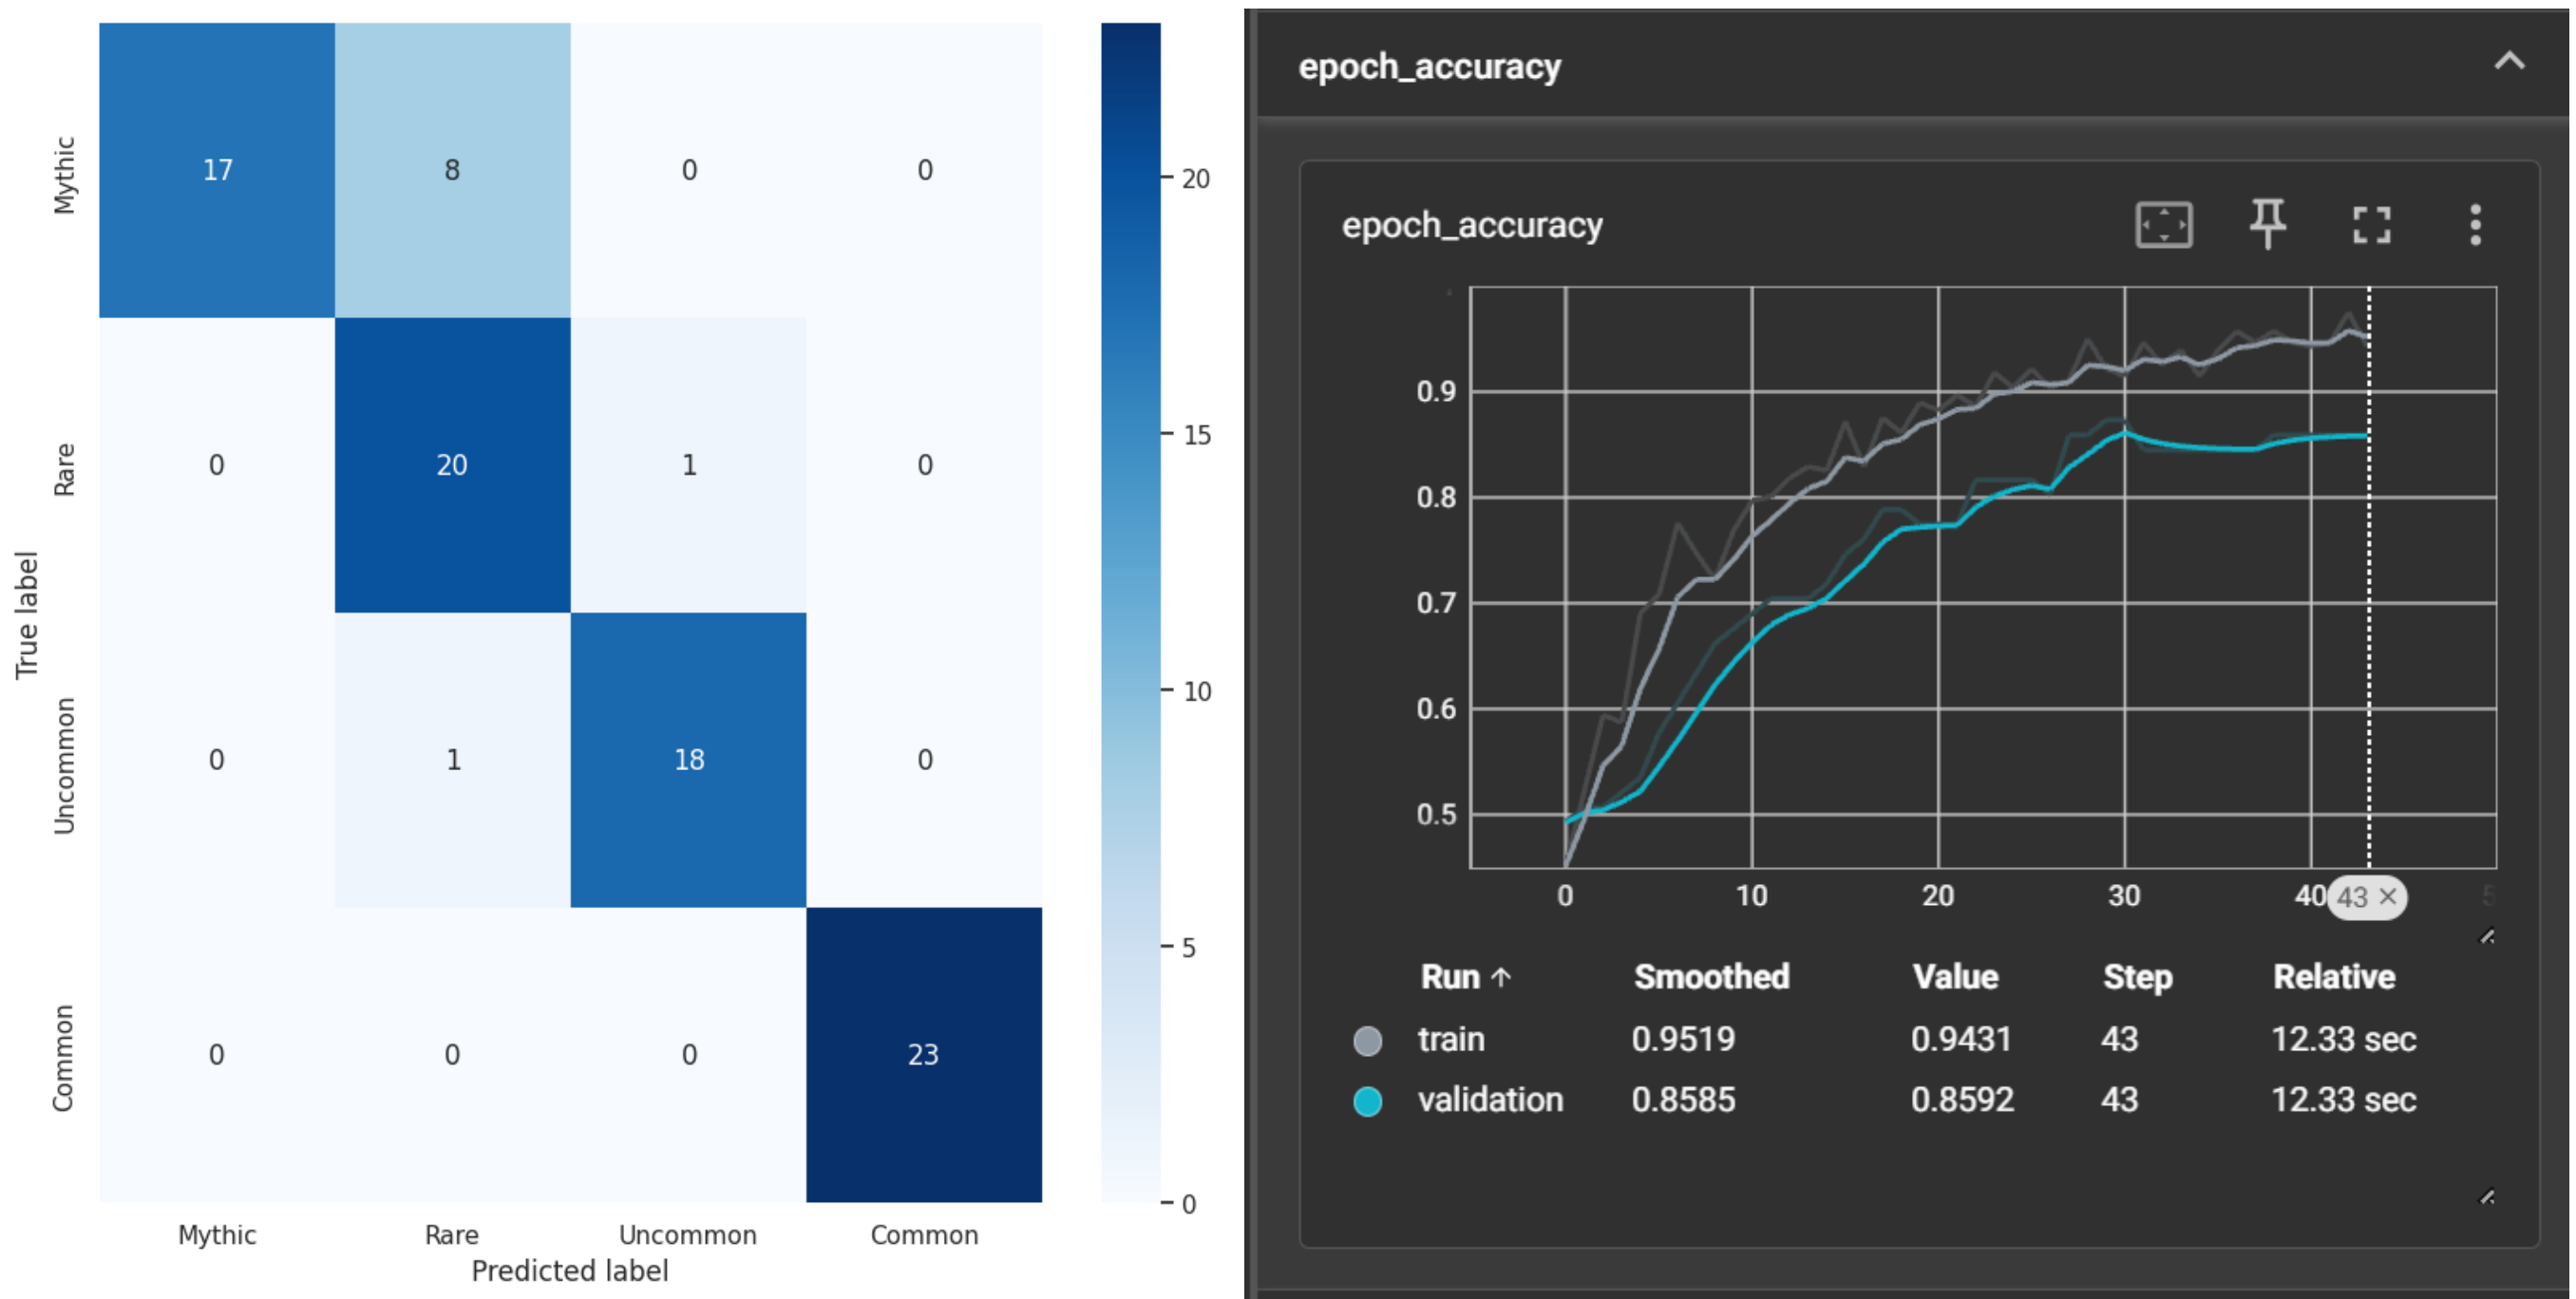 Mythic
17 8 0 0
Rare
0 20 1 0
Uncommon
0 1 18 0
Common
0 0 0 23
True label
Mythic Rare Uncommon Common
Predicted label
20
15
10
5
0
epoch_accuracy
epoch_accuracy
0.9
0.8
0.7
0.6
0.5
0 10 20 30 40 43 ×
Run ↑ Smoothed Value Step Relative
train 0.9519 0.9431 43 12.33 sec
validation 0.8585 0.8592 43 12.33 sec